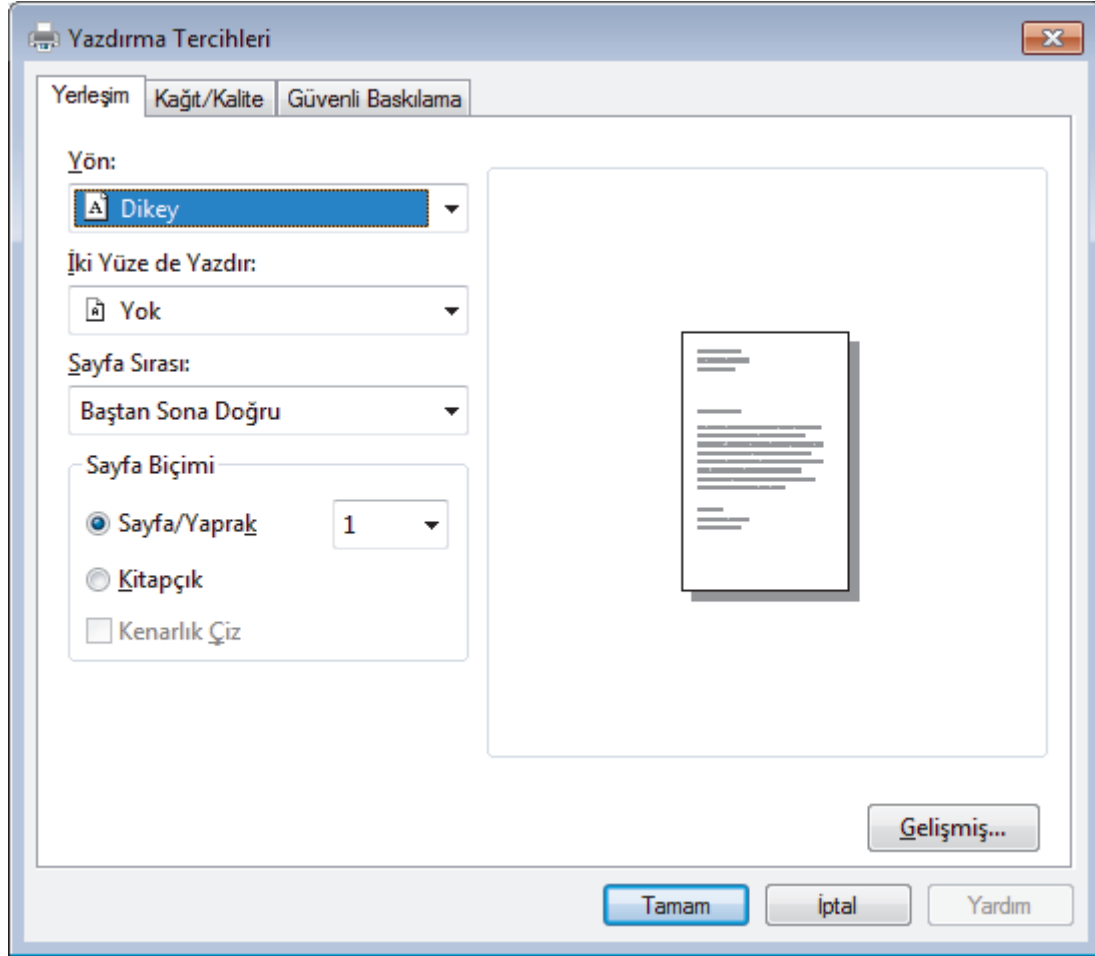 Yazdırma Tercihleri
Yerleşim Kağıt/Kalite Güvenli Baskılama
Yön:
A Dikey
İki Yüze de Yazdır:
A Yok
Sayfa Sırası:
Baştan Sona Doğru
Sayfa Biçimi
Sayfa/Yaprak 1
Kitapçık
Kenarlık Çiz
Gelişmiş...
Tamam İptal Yardım